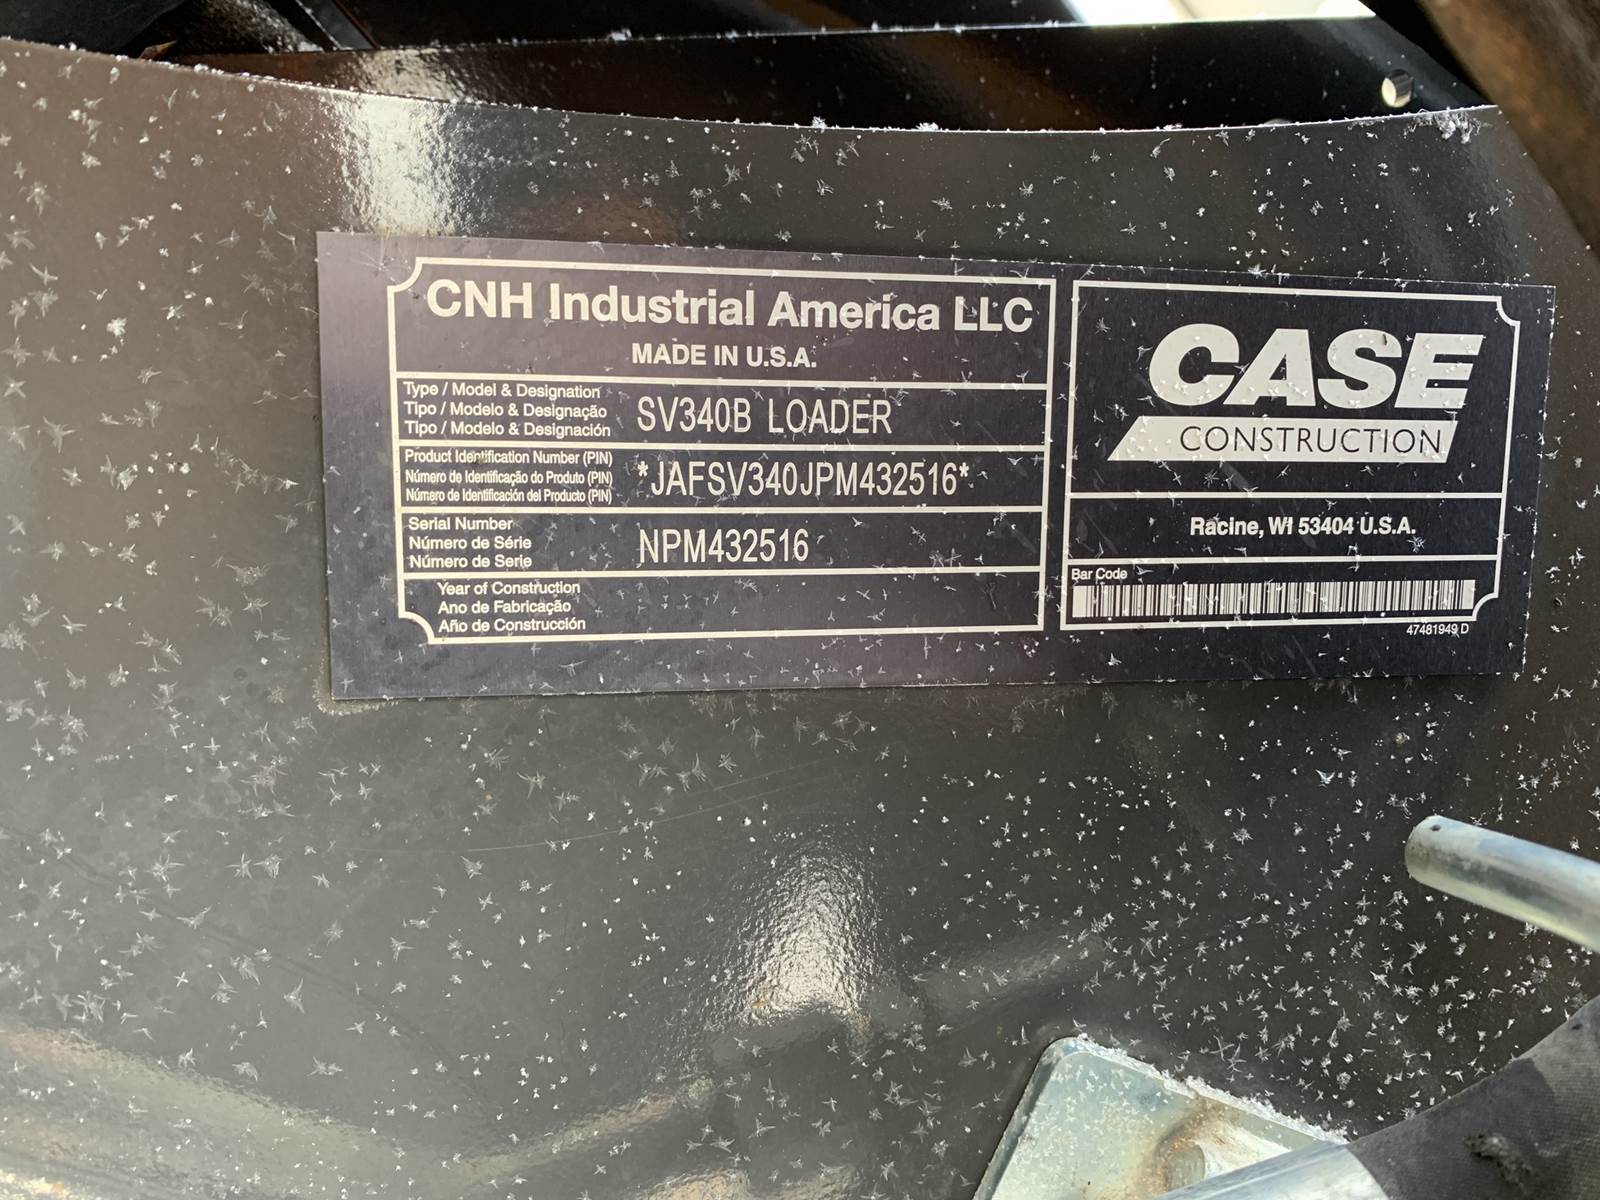 CNH Industrial America LLC
MADE IN U.S.A.
Type / Model & Designation
Tipo / Modelo & Designação
Tipo / Modelo & Designación
SV340B LOADER
Product Identification Number (PIN)
Número de Identificação do Produto (PIN)
Número de Identificación del Producto (PIN)
*JAFSV340JPM432516*
Serial Number
Número de Série
Número de Serie
NPM432516
Year of Construction
Ano de Fabricação
Año de Construcción
CASE
CONSTRUCTION
Racine, WI 53404 U.S.A.
Bar Code
47481949 D